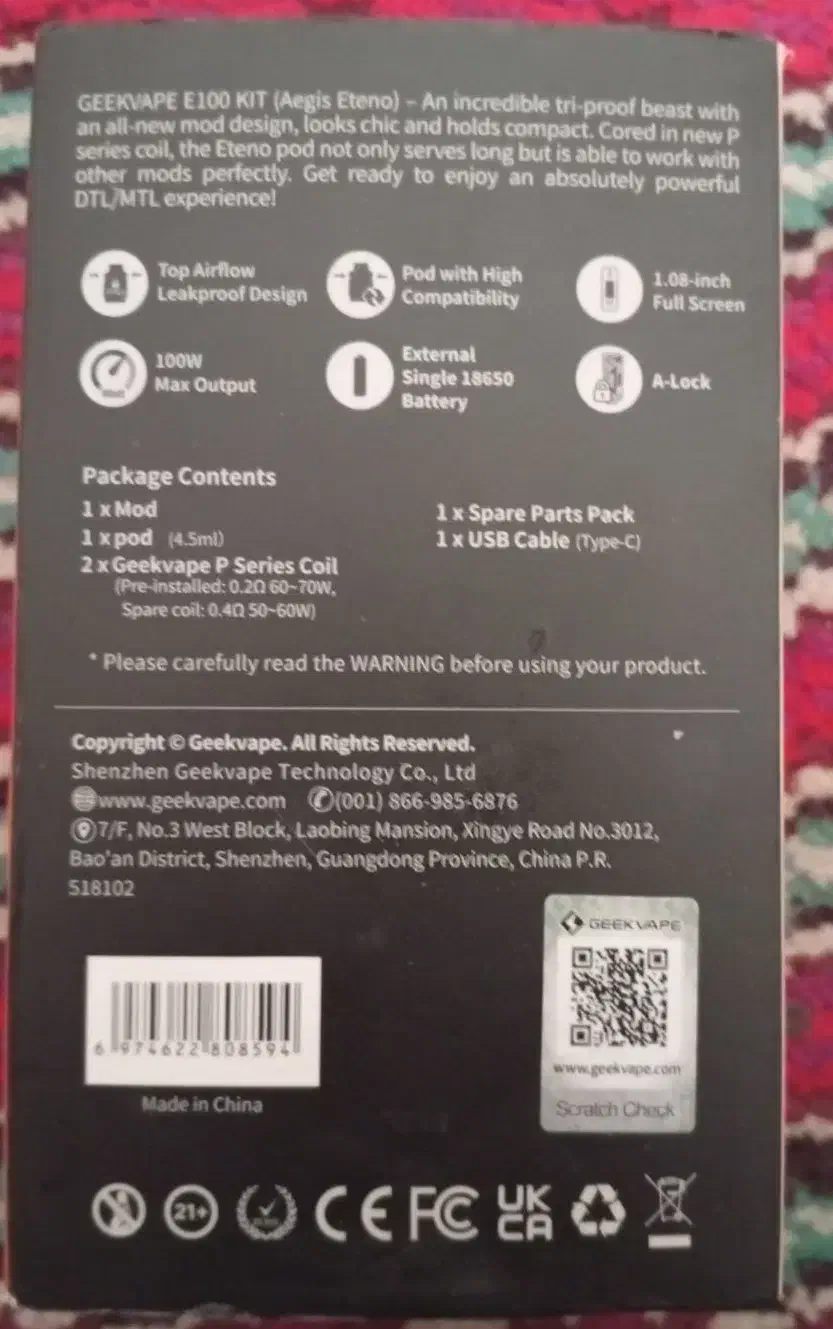 GEEKVAPE E100 KIT (Aegis Eteno) – An incredible tri-proof beast with
an all-new mod design, looks chic and holds compact. Cored in new P
series coil, the Eteno pod not only serves long but is able to work with
other mods perfectly. Get ready to enjoy an absolutely powerful
DTL/MTL experience!
Top Airflow
Leakproof Design
Pod with High
Compatibility
1.08-inch
Full Screen
100W
Max Output
External
Single 18650
Battery
A-Lock
Package Contents
1 x Mod
1 x pod (4.5ml)
2 x Geekvape P Series Coil
(Pre-installed: 0.2Ω 60~70W,
Spare coil: 0.4Ω 50~60W)
1 x Spare Parts Pack
1 x USB Cable (Type-C)
* Please carefully read the WARNING before using your product.
Copyright © Geekvape. All Rights Reserved.
Shenzhen Geekvape Technology Co., Ltd
www.geekvape.com (001) 866-985-6876
7/F, No.3 West Block, Laobing Mansion, Xingye Road No.3012,
Bao'an District, Shenzhen, Guangdong Province, China P.R.
518102
6 974622 808594
Made in China
GEEKVAPE
www.geekvape.com
Scratch Check
21+
CE FC UK
CA